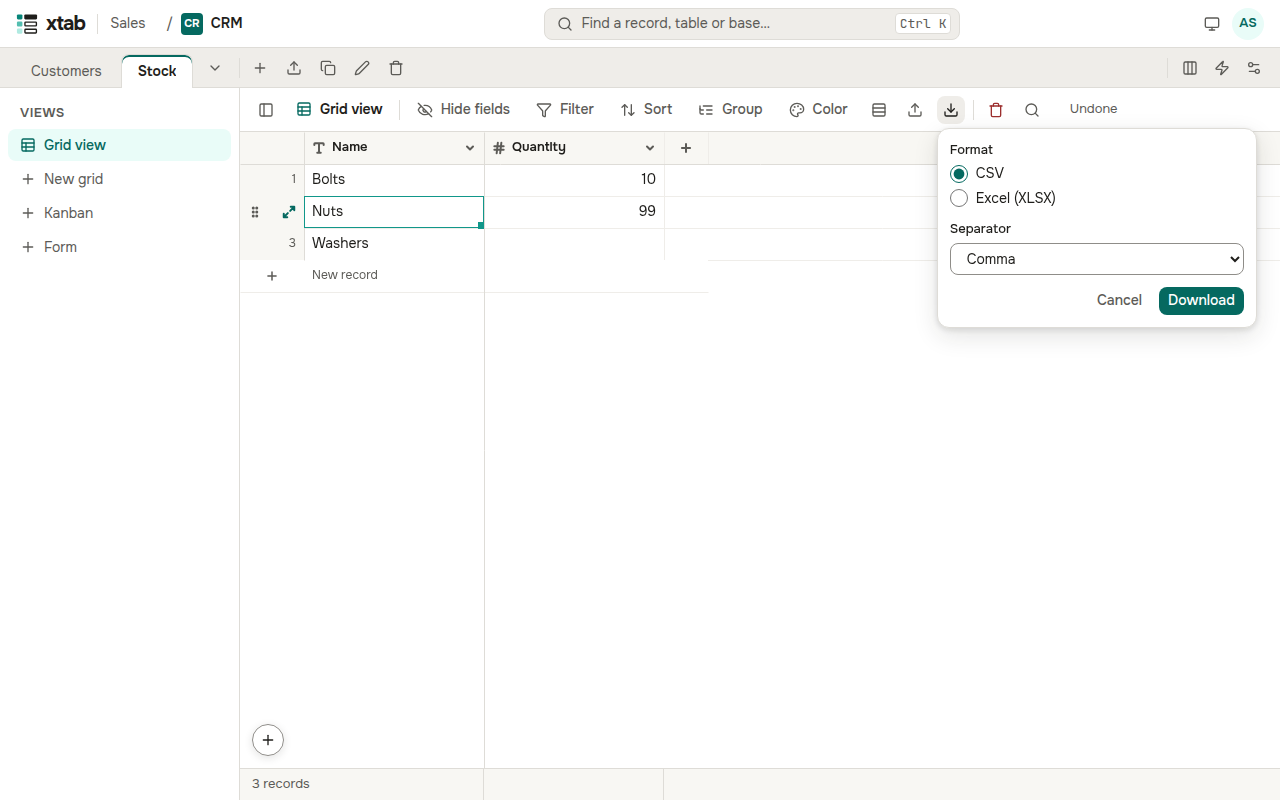 xtab Sales / CR CRM Find a record, table or base... Ctrl K AS
Customers Stock
VIEWS
Grid view
New grid
Kanban
Form
Grid view Hide fields Filter Sort Group Color Undone
Name Quantity
1 Bolts 10
Nuts 99
3 Washers
New record
Format
CSV
Excel (XLSX)
Separator
Comma
Cancel Download
3 records